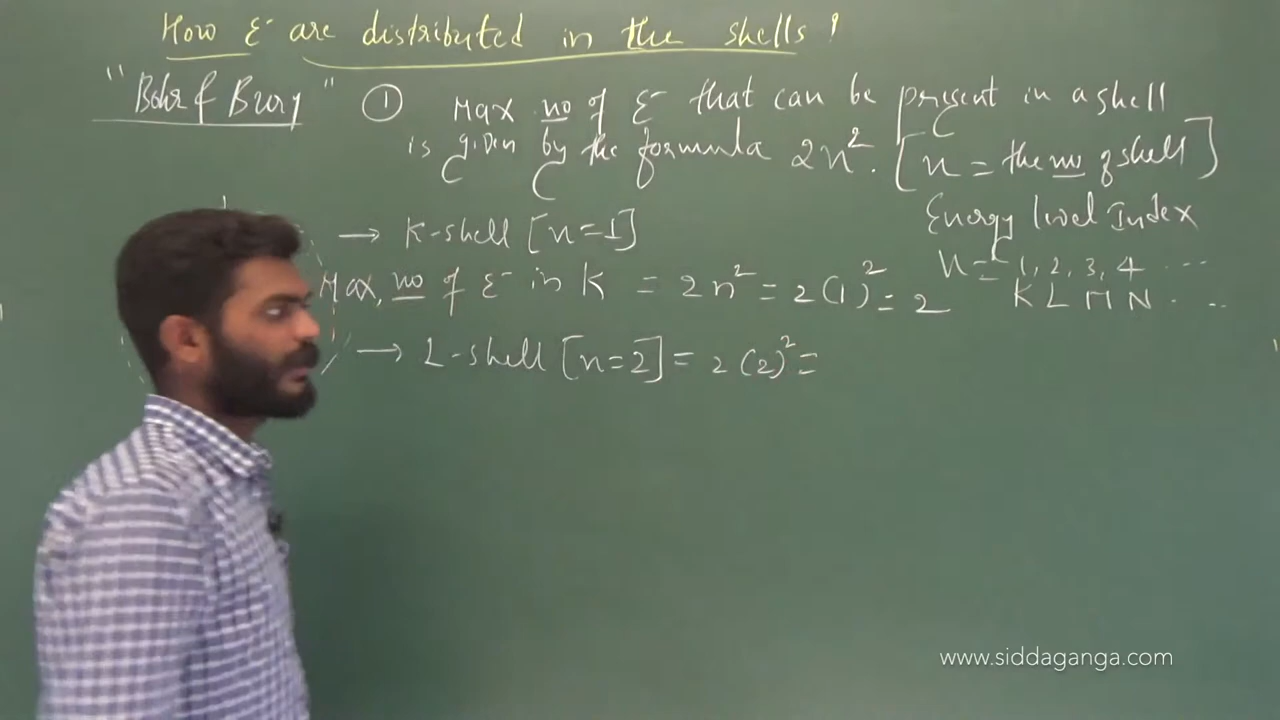 How ē are distributed in the shells !
"Bohr & Burry" ① Max no of ē that can be present in a shell
is given by the formula 2n². [n = the no of shell]
Energy level Index
→ K-shell [n=1]
n = 1, 2, 3, 4 ...
K L M N . ..
Max, no of ē in K = 2n² = 2(1)² = 2
→ L-shell [n=2] = 2(2)² =
www.siddaganga.com